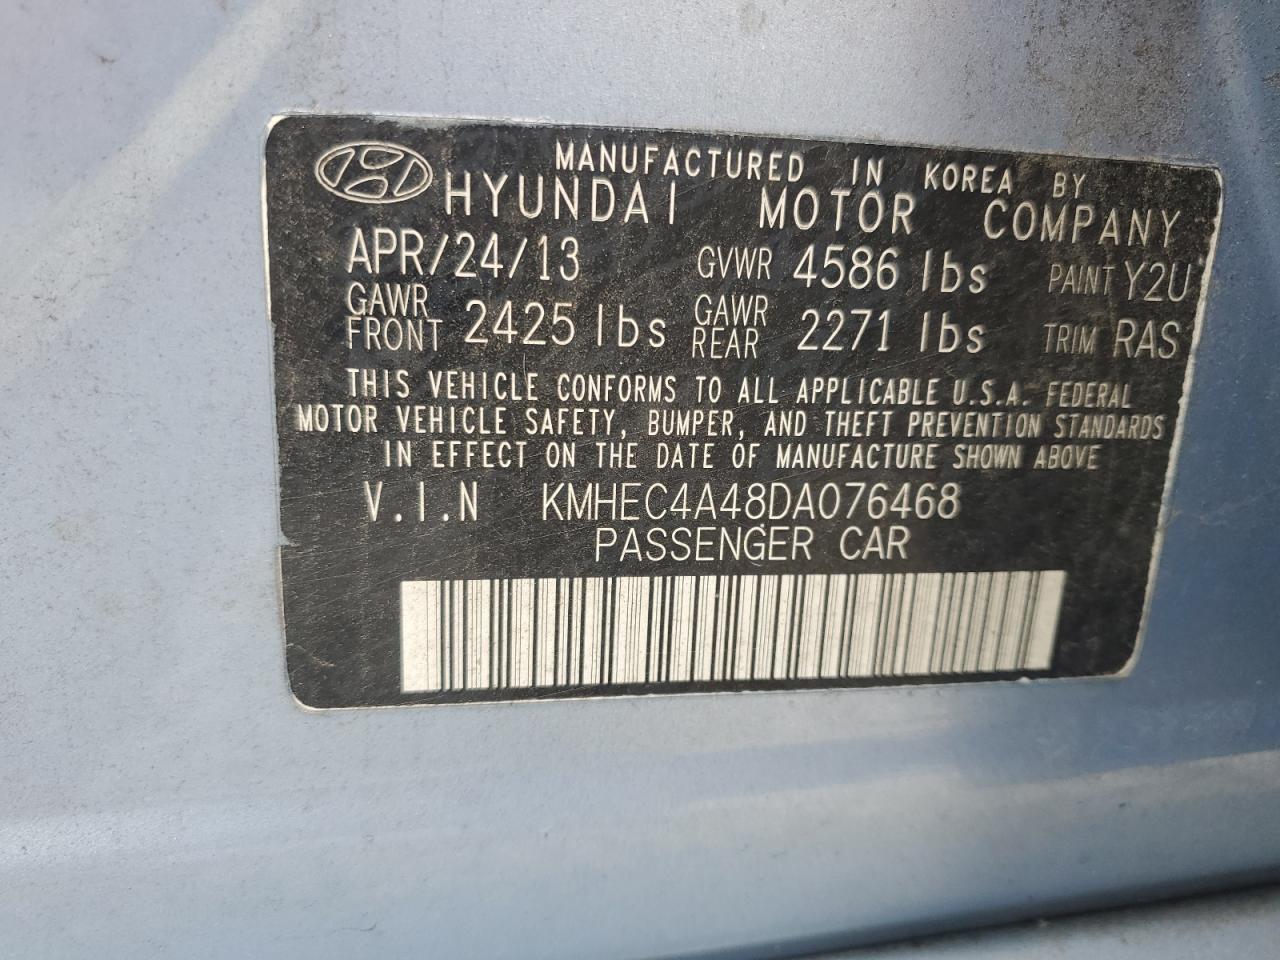 MANUFACTURED IN KOREA BY
HYUNDAI MOTOR COMPANY
APR/24/13 GVWR 4586 lbs PAINT Y2U
GAWR FRONT 2425 lbs GAWR REAR 2271 lbs TRIM RAS
THIS VEHICLE CONFORMS TO ALL APPLICABLE U.S.A. FEDERAL
MOTOR VEHICLE SAFETY, BUMPER, AND THEFT PREVENTION STANDARDS
IN EFFECT ON THE DATE OF MANUFACTURE SHOWN ABOVE
V.I.N KMHEC4A48DA076468
PASSENGER CAR